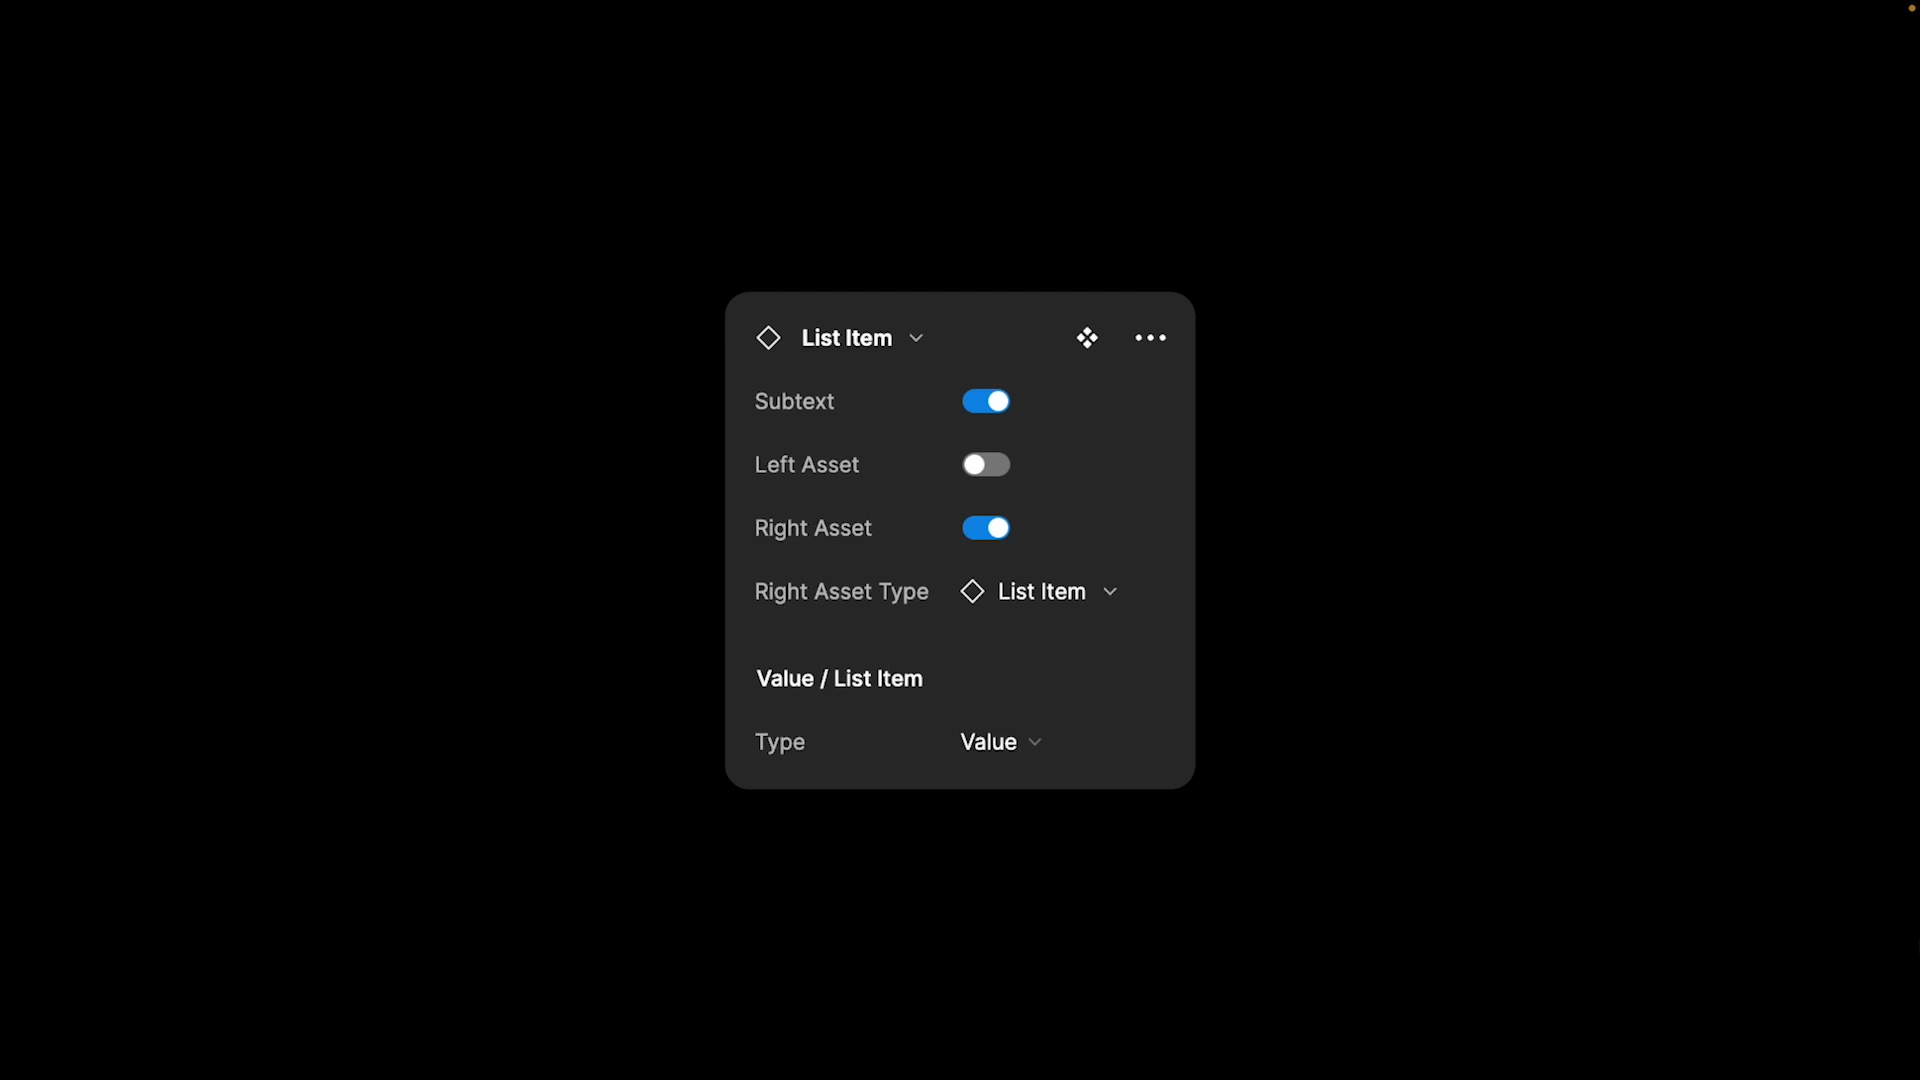 List Item
Subtext
Left Asset
Right Asset
Right Asset Type List Item
Value / List Item
Type Value